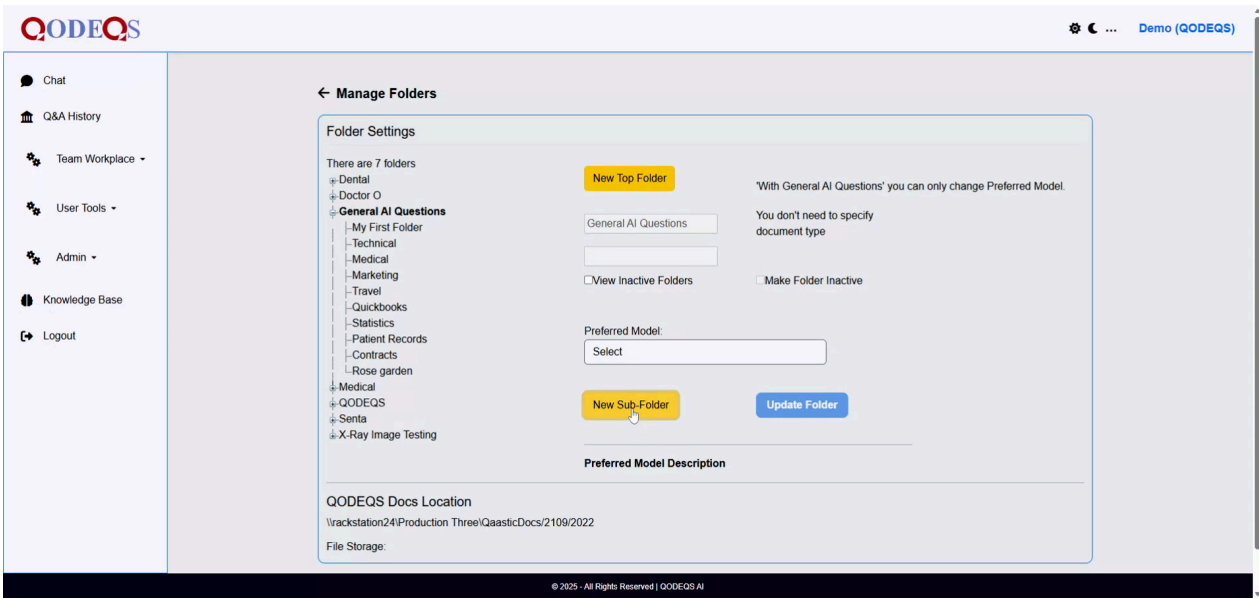 QODEQS
... Demo (QODEQS)
Chat
Q&A History
Team Workplace
User Tools
Admin
Knowledge Base
Logout
Manage Folders
Folder Settings
There are 7 folders
Dental
Doctor O
General AI Questions
My First Folder
Technical
Medical
Marketing
Travel
Quickbooks
Statistics
Patient Records
Contracts
Rose garden
Medical
QODEQS
Senta
X-Ray Image Testing
New Top Folder
'With General AI Questions' you can only change Preferred Model.
General AI Questions
You don't need to specify
document type
View Inactive Folders
Make Folder Inactive
Preferred Model:
Select
New Sub-Folder
Update Folder
Preferred Model Description
QODEQS Docs Location
\\rackstation24\Production Three\QaasticDocs/2109/2022
File Storage:
© 2025 - All Rights Reserved | QODEQS AI